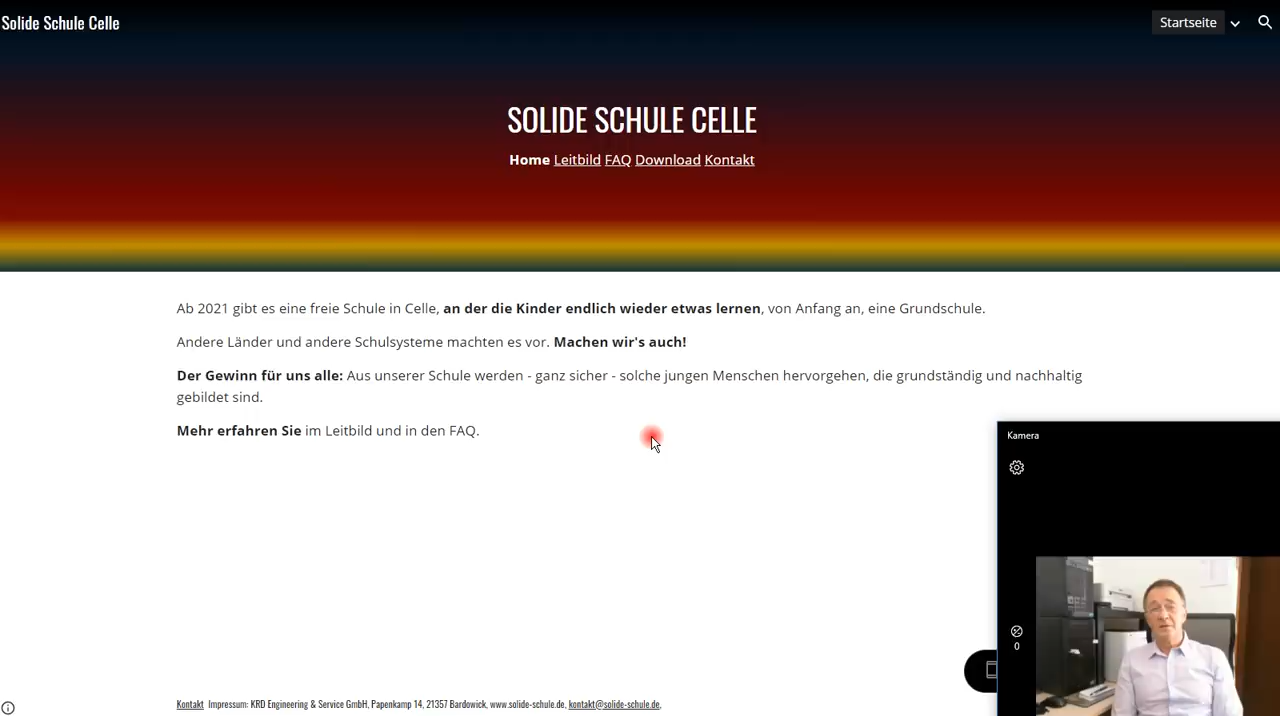 Solide Schule Celle
Startseite
SOLIDE SCHULE CELLE
Home Leitbild FAQ Download Kontakt
Ab 2021 gibt es eine freie Schule in Celle, an der die Kinder endlich wieder etwas lernen, von Anfang an, eine Grundschule.
Andere Länder und andere Schulsysteme machten es vor. Machen wir's auch!
Der Gewinn für uns alle: Aus unserer Schule werden - ganz sicher - solche jungen Menschen hervorgehen, die grundständig und nachhaltig
gebildet sind.
Mehr erfahren Sie im Leitbild und in den FAQ.
Kamera
0
Kontakt Impressum: KRD Engineering & Service GmbH, Papenkamp 14, 21357 Bardowick, www.solide-schule.de, kontakt@solide-schule.de,